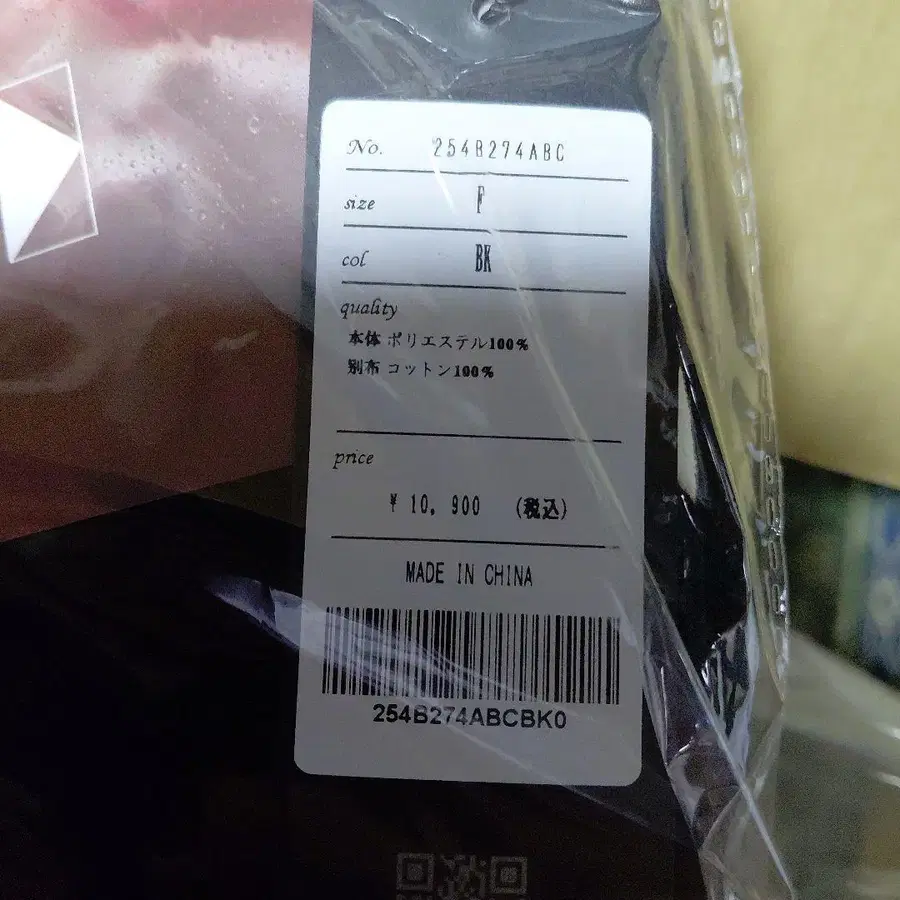 No. 254B274ABC
size F
col BK
quality
本体 ポリエステル100%
別布 コットン100%
price
¥ 10,900 (税込)
MADE IN CHINA
254B274ABCBK0